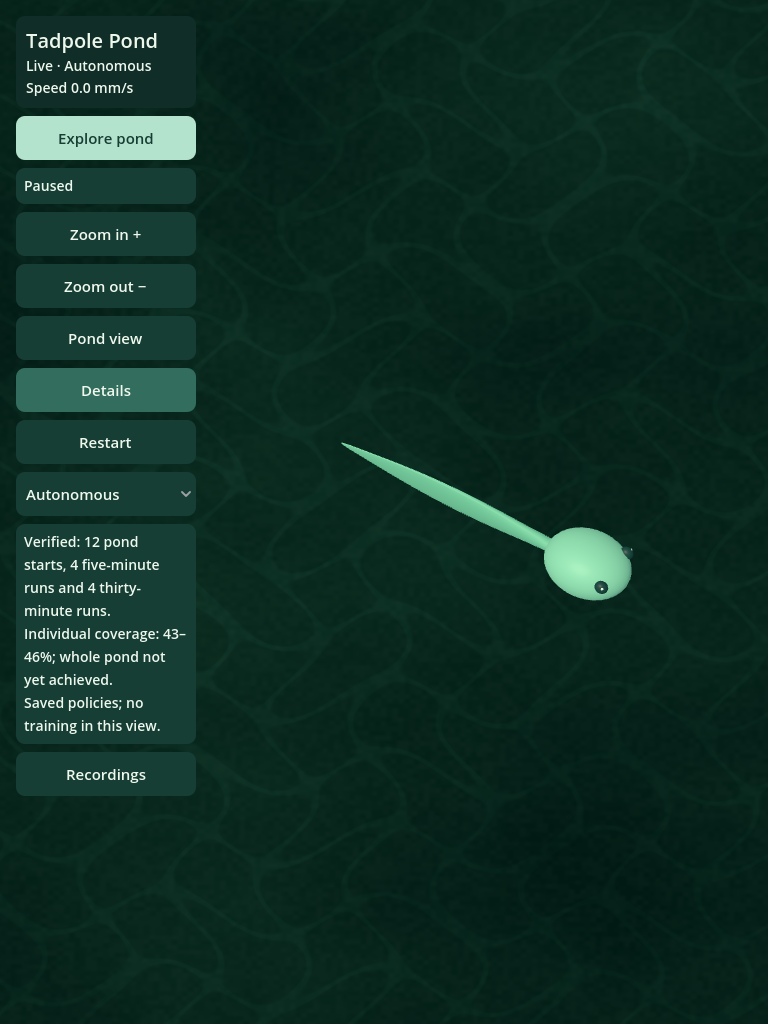 Tadpole Pond
Live · Autonomous
Speed 0.0 mm/s
Explore pond
Paused
Zoom in +
Zoom out −
Pond view
Details
Restart
Autonomous
Verified: 12 pond
starts, 4 five-minute
runs and 4 thirty-
minute runs.
Individual coverage: 43–
46%; whole pond not
yet achieved.
Saved policies; no
training in this view.
Recordings